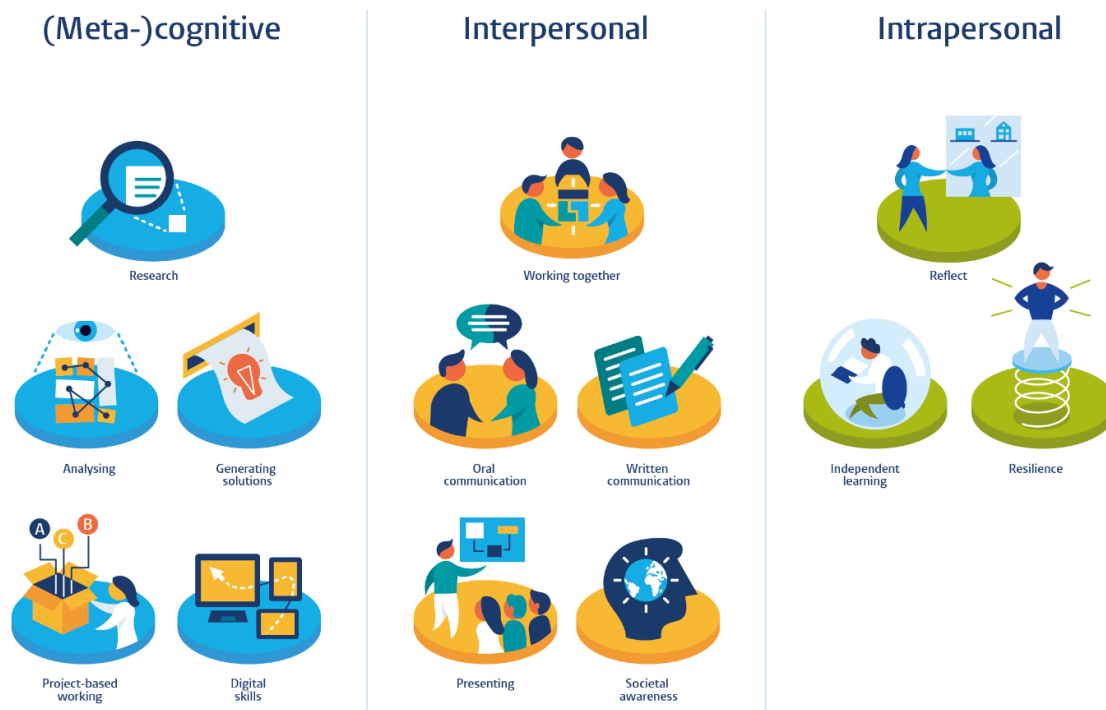 (Meta-)cognitive
Research
Analysing
Generating
solutions
A
C
B
Project-based
working
Digital
skills
Interpersonal
Working together
Oral
communication
Written
communication
Presenting
Societal
awareness
Intrapersonal
Reflect
Independent
learning
Resilience